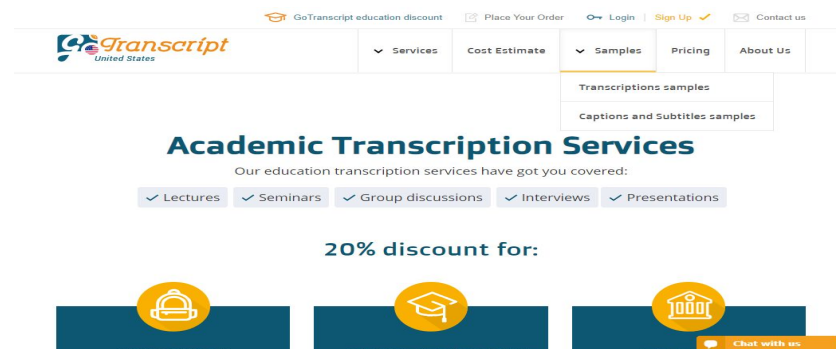 GoTranscript education discount Place Your Order Login | Sign Up Contact us
goTranscript
United States
Services Cost Estimate Samples Pricing About Us
Transcriptions samples
Captions and Subtitles samples
Academic Transcription Services
Our education transcription services have got you covered:
Lectures Seminars Group discussions Interviews Presentations
20% discount for:
Chat with us